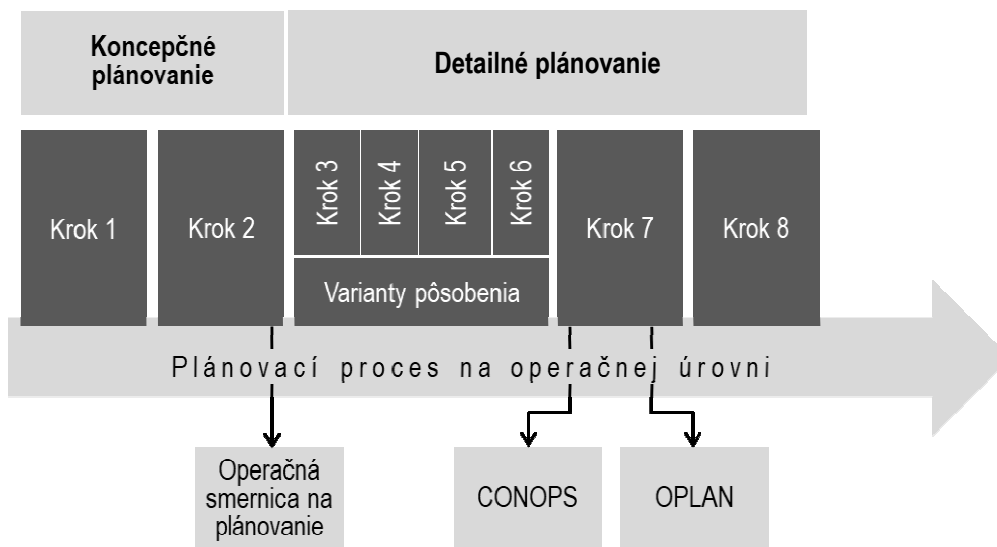 Koncepčné
plánovanie
Detailné plánovanie
Krok 1
Krok 2
Krok 3
Krok 4
Krok 5
Krok 6
Krok 7
Krok 8
Varianty pôsobenia
Plánovací proces na operačnej úrovni
Operačná
smernica na
plánovanie
CONOPS
OPLAN